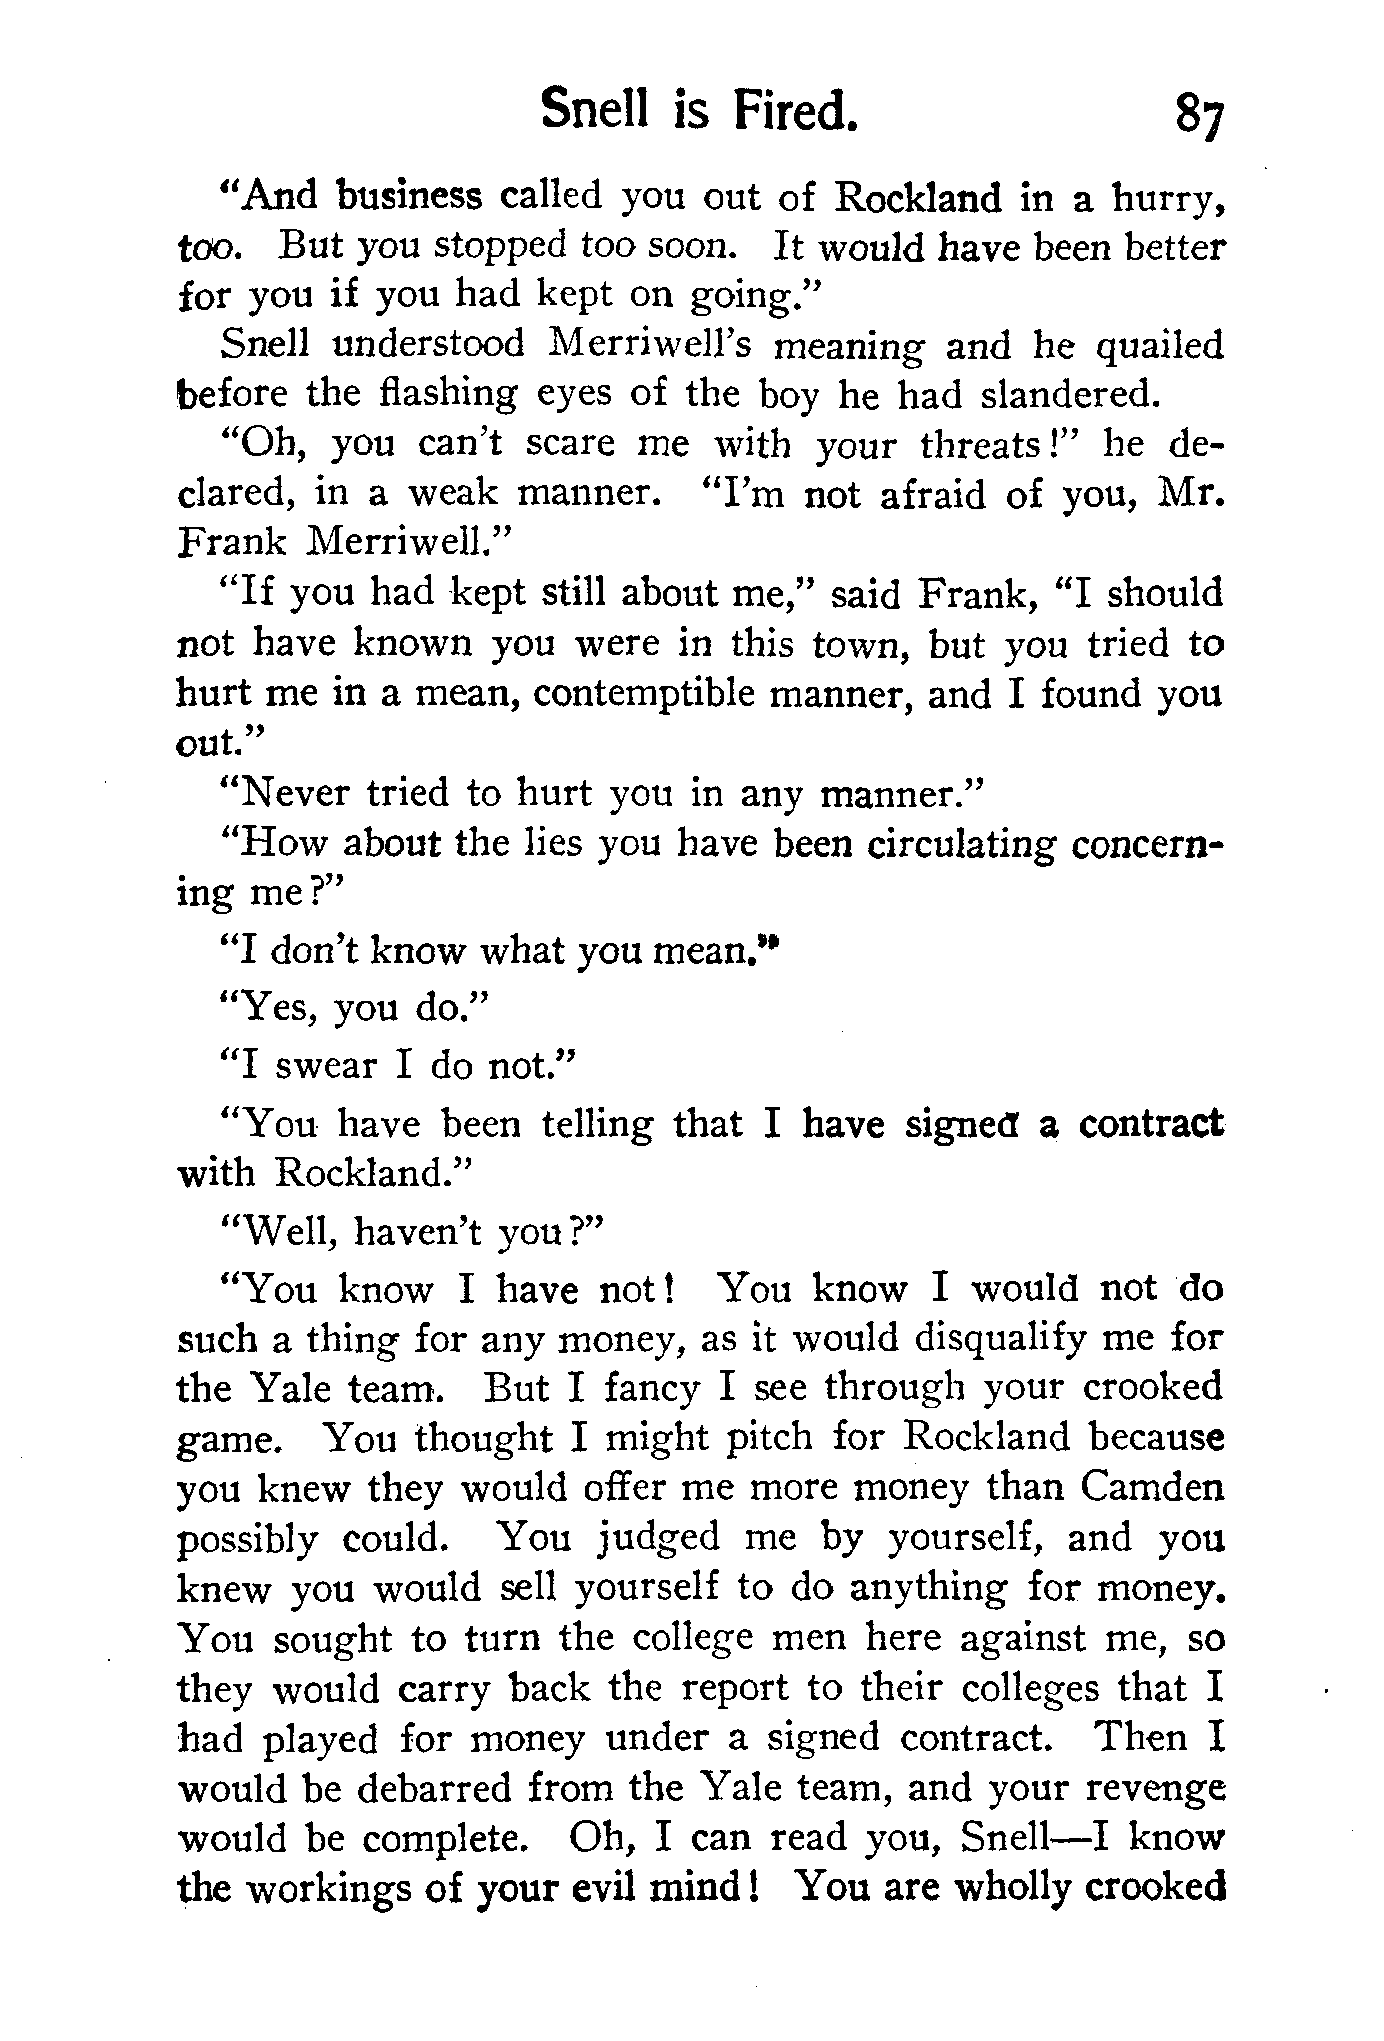 Snell is Fired. 87
“And business called you out of Rockland in a hurry,
too. But you stopped too soon. It would have been better
for you if you had kept on going.”
Snell understood Merriwell’s meaning and he quailed
before the flashing eyes of the boy he had slandered.
“Oh, you can’t scare me with your threats!” he de-
clared, in a weak manner. “I’m not afraid of you, Mr.
Frank Merriwell.”
“If you had kept still about me,” said Frank, “I should
not have known you were in this town, but you tried to
hurt me in a mean, contemptible manner, and I found you
out.”
“Never tried to hurt you in any manner.”
“How about the lies you have been circulating concern-
ing me?”
“I don’t know what you mean.”
“Yes, you do.”
“I swear I do not.”
“You have been telling that I have signed a contract
with Rockland.”
“Well, haven’t you?”
“You know I have not! You know I would not do
such a thing for any money, as it would disqualify me for
the Yale team. But I fancy I see through your crooked
game. You thought I might pitch for Rockland because
you knew they would offer me more money than Camden
possibly could. You judged me by yourself, and you
knew you would sell yourself to do anything for money.
You sought to turn the college men here against me, so
they would carry back the report to their colleges that I
had played for money under a signed contract. Then I
would be debarred from the Yale team, and your revenge
would be complete. Oh, I can read you, Snell—I know
the workings of your evil mind! You are wholly crooked